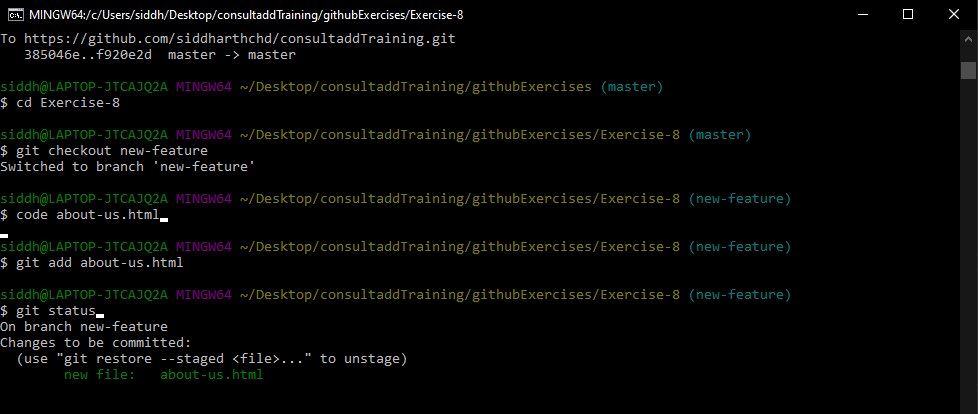 MINGW64:/c/Users/siddh/Desktop/consultaddTraining/githubExercises/Exercise-8
To https://github.com/siddharthchd/consultaddTraining.git
   385046e..f920e2d  master -> master
siddh@LAPTOP-JTCAJQ2A MINGW64 ~/Desktop/consultaddTraining/githubExercises (master)
$ cd Exercise-8
siddh@LAPTOP-JTCAJQ2A MINGW64 ~/Desktop/consultaddTraining/githubExercises/Exercise-8 (master)
$ git checkout new-feature
Switched to branch 'new-feature'
siddh@LAPTOP-JTCAJQ2A MINGW64 ~/Desktop/consultaddTraining/githubExercises/Exercise-8 (new-feature)
$ code about-us.html
siddh@LAPTOP-JTCAJQ2A MINGW64 ~/Desktop/consultaddTraining/githubExercises/Exercise-8 (new-feature)
$ git add about-us.html
siddh@LAPTOP-JTCAJQ2A MINGW64 ~/Desktop/consultaddTraining/githubExercises/Exercise-8 (new-feature)
$ git status
On branch new-feature
Changes to be committed:
  (use "git restore --staged <file>..." to unstage)
        new file:   about-us.html